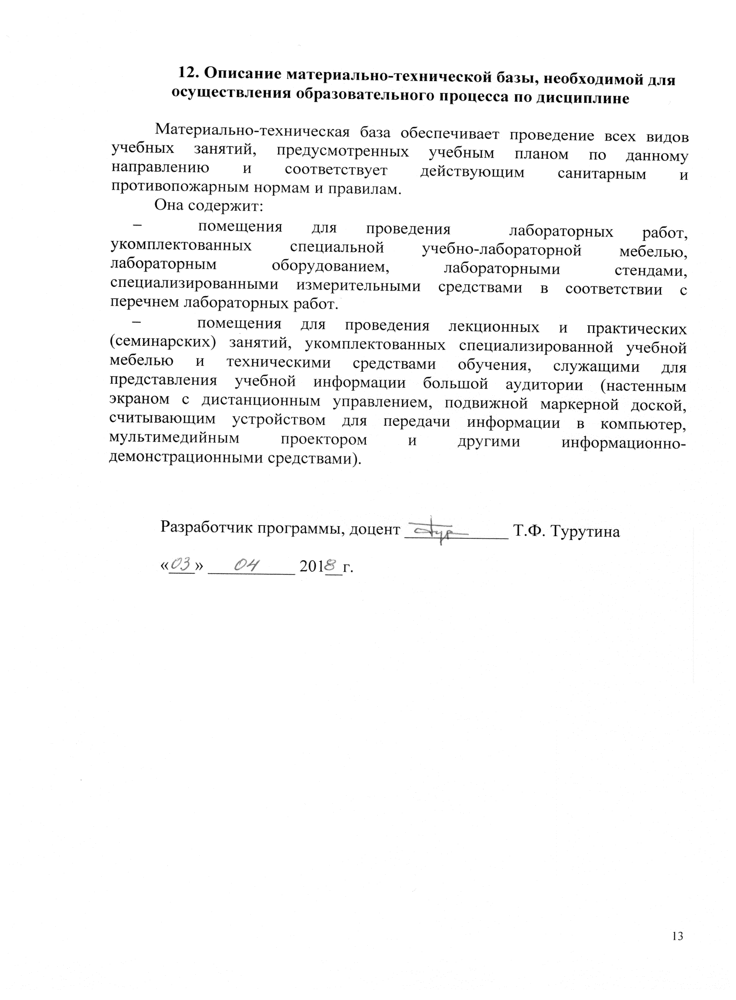 12. Описание материально-технической базы, необходимой для
осуществления образовательного процесса по дисциплине
Материально-техническая база обеспечивает проведение всех видов
учебных занятий, предусмотренных учебным планом по данному
направлению и соответствует действующим санитарным и
противопожарным нормам и правилам.
Она содержит:
– помещения для проведения лабораторных работ,
укомплектованных специальной учебно-лабораторной мебелью,
лабораторным оборудованием, лабораторными стендами,
специализированными измерительными средствами в соответствии с
перечнем лабораторных работ.
– помещения для проведения лекционных и практических
(семинарских) занятий, укомплектованных специализированной учебной
мебелью и техническими средствами обучения, служащими для
представления учебной информации большой аудитории (настенным
экраном с дистанционным управлением, подвижной маркерной доской,
считывающим устройством для передачи информации в компьютер,
мультимедийным проектором и другими информационно-
демонстрационными средствами).
Разработчик программы, доцент Т.Ф. Турутина
«03» 04 2018 г.
13